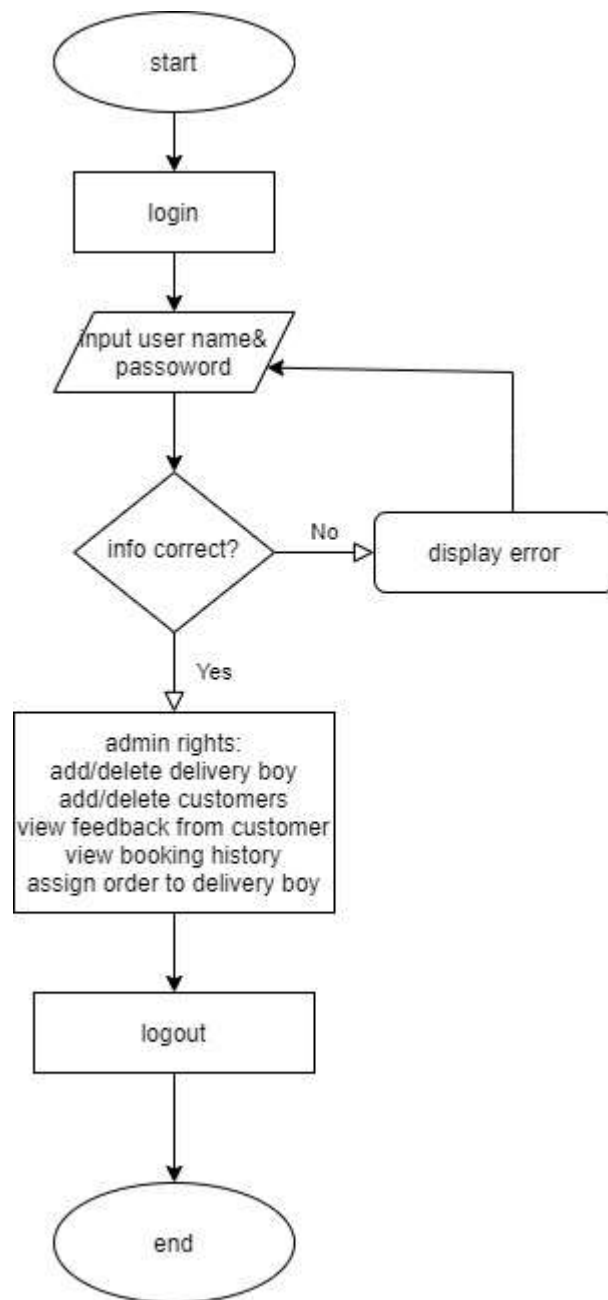 start
login
input user name&
passoword
info correct?
No
display error
Yes
admin rights:
add/delete delivery boy
add/delete customers
view feedback from customer
view booking history
assign order to delivery boy
logout
end